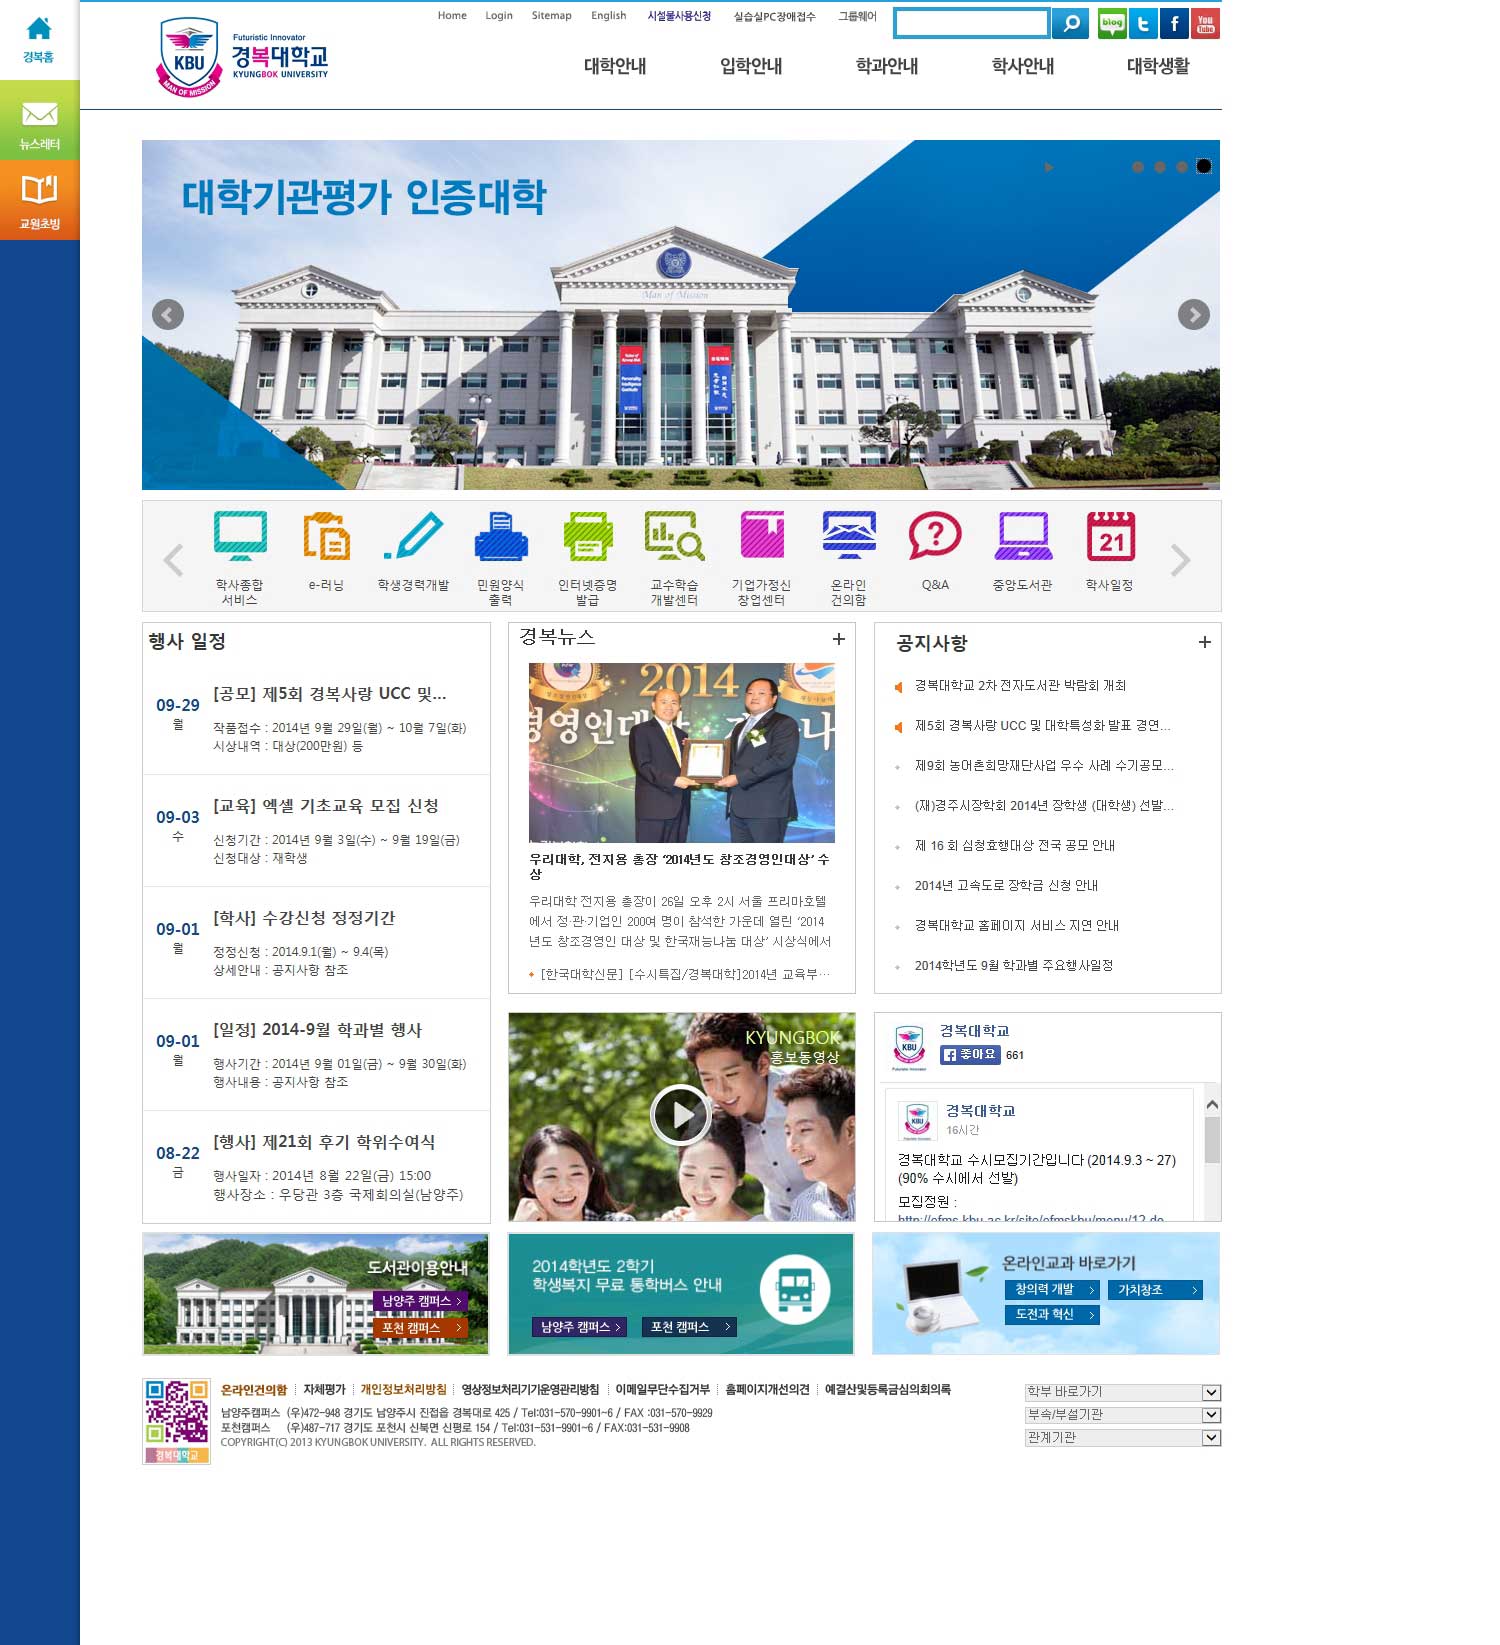 경복홈
뉴스레터
교원초빙
Home Login Sitemap English 시설물사용신청 실습실PC장애접수 그룹웨어
blog
You Tube
KBU
MAN OF MISSION
Futuristic Innovator
경복대학교
KYUNGBOK UNIVERSITY
대학안내 입학안내 학과안내 학사안내 대학생활
대학기관평가 인증대학
Man of Mission
학사종합 서비스
e-러닝
학생경력개발
민원양식 출력
인터넷증명 발급
교수학습 개발센터
기업가정신 창업센터
온라인 건의함
Q&A
중앙도서관
21
학사일정
행사 일정
09-29 월
[공모] 제5회 경복사랑 UCC 및...
작품접수 : 2014년 9월 29일(월) ~ 10월 7일(화)
시상내역 : 대상(200만원) 등
09-03 수
[교육] 엑셀 기초교육 모집 신청
신청기간 : 2014년 9월 3일(수) ~ 9월 19일(금)
신청대상 : 재학생
09-01 월
[학사] 수강신청 정정기간
정정신청 : 2014.9.1(월) ~ 9.4(목)
상세안내 : 공지사항 참조
09-01 월
[일정] 2014-9월 학과별 행사
행사기간 : 2014년 9월 01일(금) ~ 9월 30일(화)
행사내용 : 공지사항 참조
08-22 금
[행사] 제21회 후기 학위수여식
행사일자 : 2014년 8월 22일(금) 15:00
행사장소 : 우당관 3층 국제회의실(남양주)
경복뉴스 +
2014
경영인대상
우리대학, 전지용 총장 ‘2014년도 창조경영인대상’ 수
상
우리대학 전지용 총장이 26일 오후 2시 서울 프리마호텔
에서 정·관·기업인 200여 명이 참석한 가운데 열린 ‘2014
년도 창조경영인 대상 및 한국재능나눔 대상’ 시상식에서
[한국대학신문] [수시특집/경복대학]2014년 교육부…
공지사항 +
경복대학교 2차 전자도서관 박람회 개최
제5회 경복사랑 UCC 및 대학특성화 발표 경연...
제9회 농어촌희망재단사업 우수 사례 수기공모...
(재)경주시장학회 2014년 장학생 (대학생) 선발...
제 16 회 심청효행대상 전국 공모 안내
2014년 고속도로 장학금 신청 안내
경복대학교 홈페이지 서비스 지연 안내
2014학년도 9월 학과별 주요행사일정
KYUNGBOK
홍보동영상
KBU
Futuristic Innovator
경복대학교
좋아요 661
KBU
경복대학교
16시간
경복대학교 수시모집기간입니다 (2014.9.3 ~ 27)
(90% 수시에서 선발)
모집정원 :
http://efms.kbu.ac.kr/site/efmskbu/menu/12.do
도서관이용안내
남양주 캠퍼스
포천 캠퍼스
2014학년도 2학기
학생복지 무료 통학버스 안내
남양주 캠퍼스 포천 캠퍼스
온라인교과 바로가기
창의력 개발 가치창조
도전과 혁신
경복대학교
온라인건의함 자체평가 개인정보처리방침 영상정보처리기기운영관리방침 이메일무단수집거부 홈페이지개선의견 예결산및등록금심의회의록
남양주캠퍼스 (우)472-948 경기도 남양주시 진접읍 경복대로 425 / Tel:031-570-9901~6 / FAX :031-570-9929
포천캠퍼스 (우)487-717 경기도 포천시 신북면 신평로 154 / Tel:031-531-9901~6 / FAX:031-531-9908
COPYRIGHT(C) 2013 KYUNGBOK UNIVERSITY. ALL RIGHTS RESERVED.
학부 바로가기
부속/부설기관
관계기관